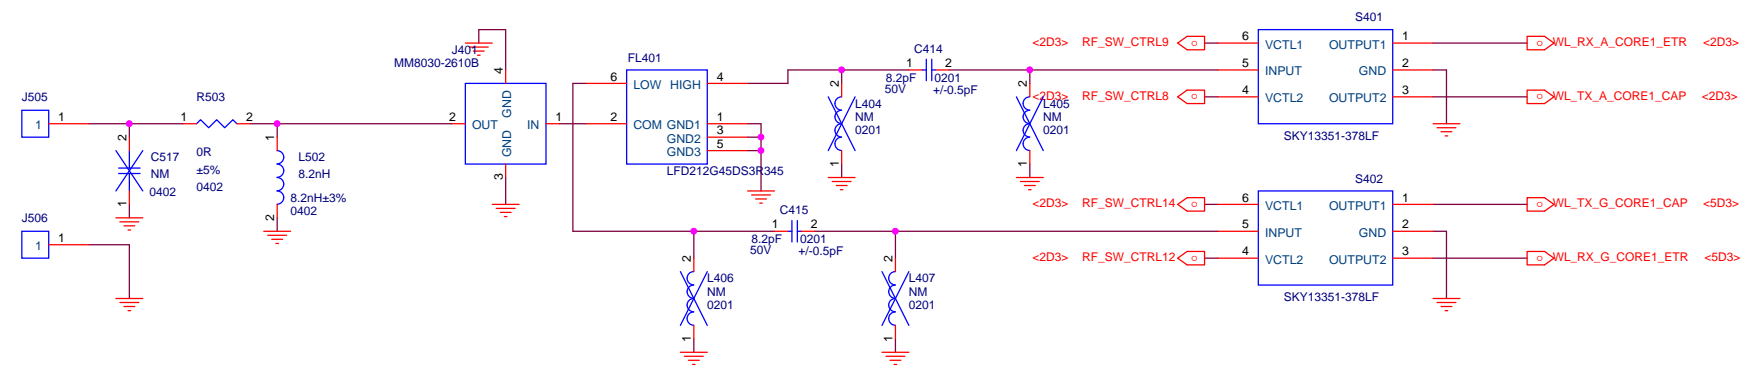 J505
1
1
C517
NM
0402
2
1
R503
1
2
0R
±5%
0402
1
L502
8.2nH
8.2nH±3%
0402
2
J506
1
1
J401
MM8030-2610B
4
GND
2
OUT
IN
1
GND
3
FL401
6
LOW
HIGH
4
2
COM
GND1
1
GND2
3
GND3
5
LFD212G45DS3R345
2
L404
NM
0201
1
C414
1
2
8.2pF
0201
50V
+/-0.5pF
2
L405
NM
0201
1
C415
1
2
8.2pF
0201
50V
+/-0.5pF
2
L406
NM
0201
1
2
L407
NM
0201
1
S401
<2D3>
RF_SW_CTRL9
6
VCTL1
OUTPUT1
1
WL_RX_A_CORE1_ETR
<2D3>
5
INPUT
GND
2
<2D3>
RF_SW_CTRL8
4
VCTL2
OUTPUT2
3
WL_TX_A_CORE1_CAP
<2D3>
SKY13351-378LF
S402
<2D3>
RF_SW_CTRL14
6
VCTL1
OUTPUT1
1
WL_TX_G_CORE1_CAP
<5D3>
5
INPUT
GND
2
<2D3>
RF_SW_CTRL12
4
VCTL2
OUTPUT2
3
WL_RX_G_CORE1_ETR
<5D3>
SKY13351-378LF